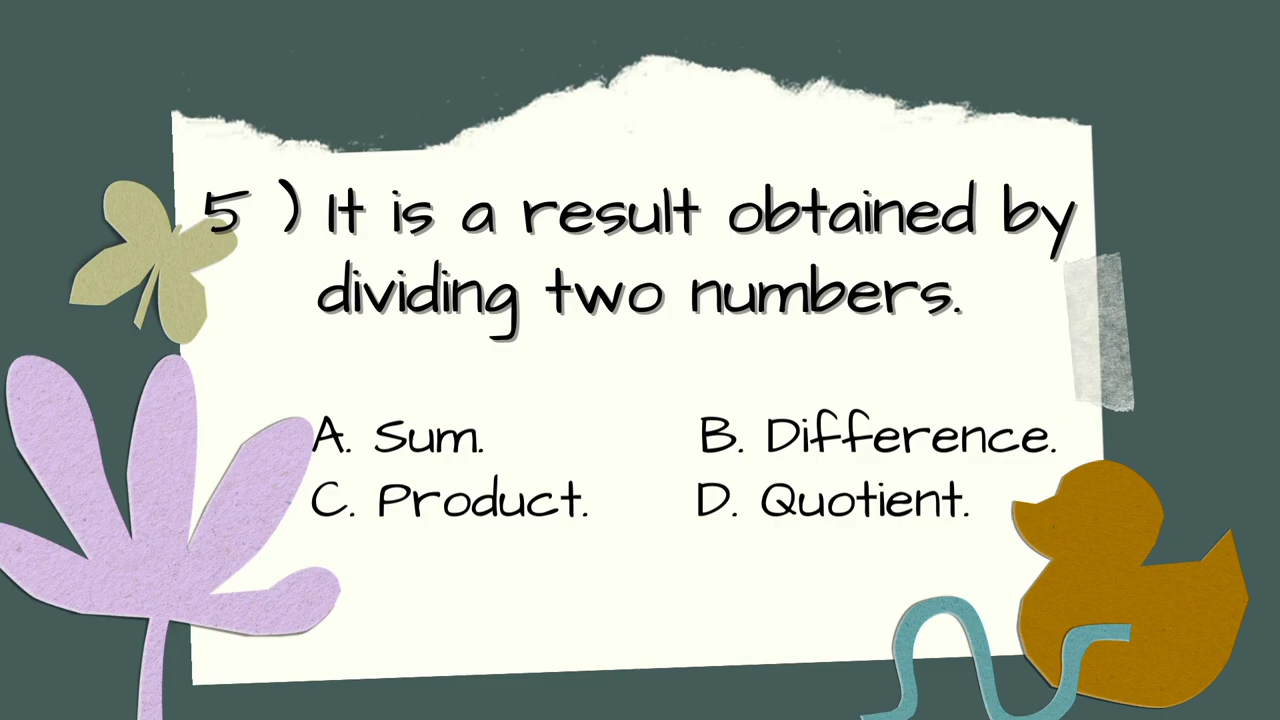 5 ) It is a result obtained by
dividing two numbers.
A. Sum. B. Difference.
C. Product. D. Quotient.